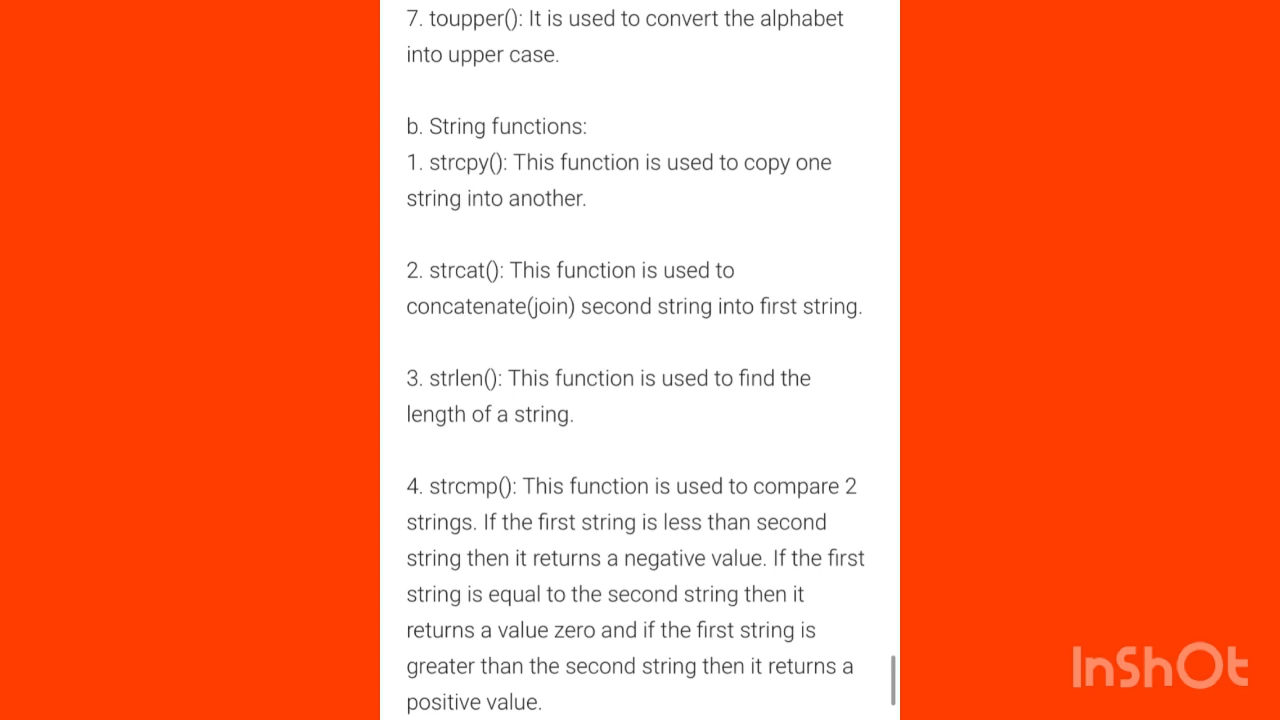 7. toupper(): It is used to convert the alphabet
into upper case.
b. String functions:
1. strcpy(): This function is used to copy one
string into another.
2. strcat(): This function is used to
concatenate(join) second string into first string.
3. strlen(): This function is used to find the
length of a string.
4. strcmp(): This function is used to compare 2
strings. If the first string is less than second
string then it returns a negative value. If the first
string is equal to the second string then it
returns a value zero and if the first string is
greater than the second string then it returns a
positive value.
InShOt